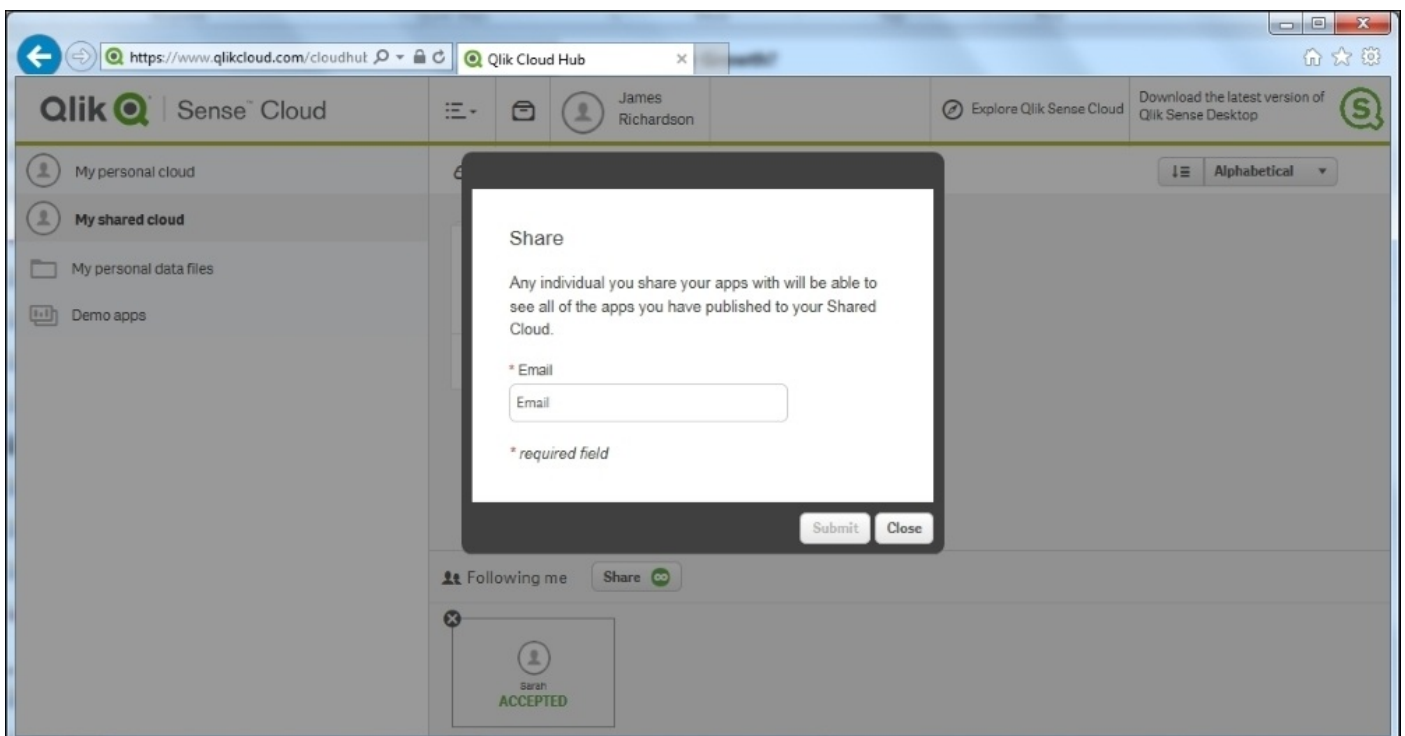 https://www.qlikcloud.com/cloudhub
Qlik Cloud Hub
Qlik Sense™ Cloud
James
Richardson
Explore Qlik Sense Cloud
Download the latest version of
Qlik Sense Desktop
My personal cloud
Alphabetical
My shared cloud
My personal data files
Demo apps
Share
Any individual you share your apps with will be able to
see all of the apps you have published to your Shared
Cloud.
* Email
Email
* required field
Submit
Close
Following me
Share
Sarah
ACCEPTED